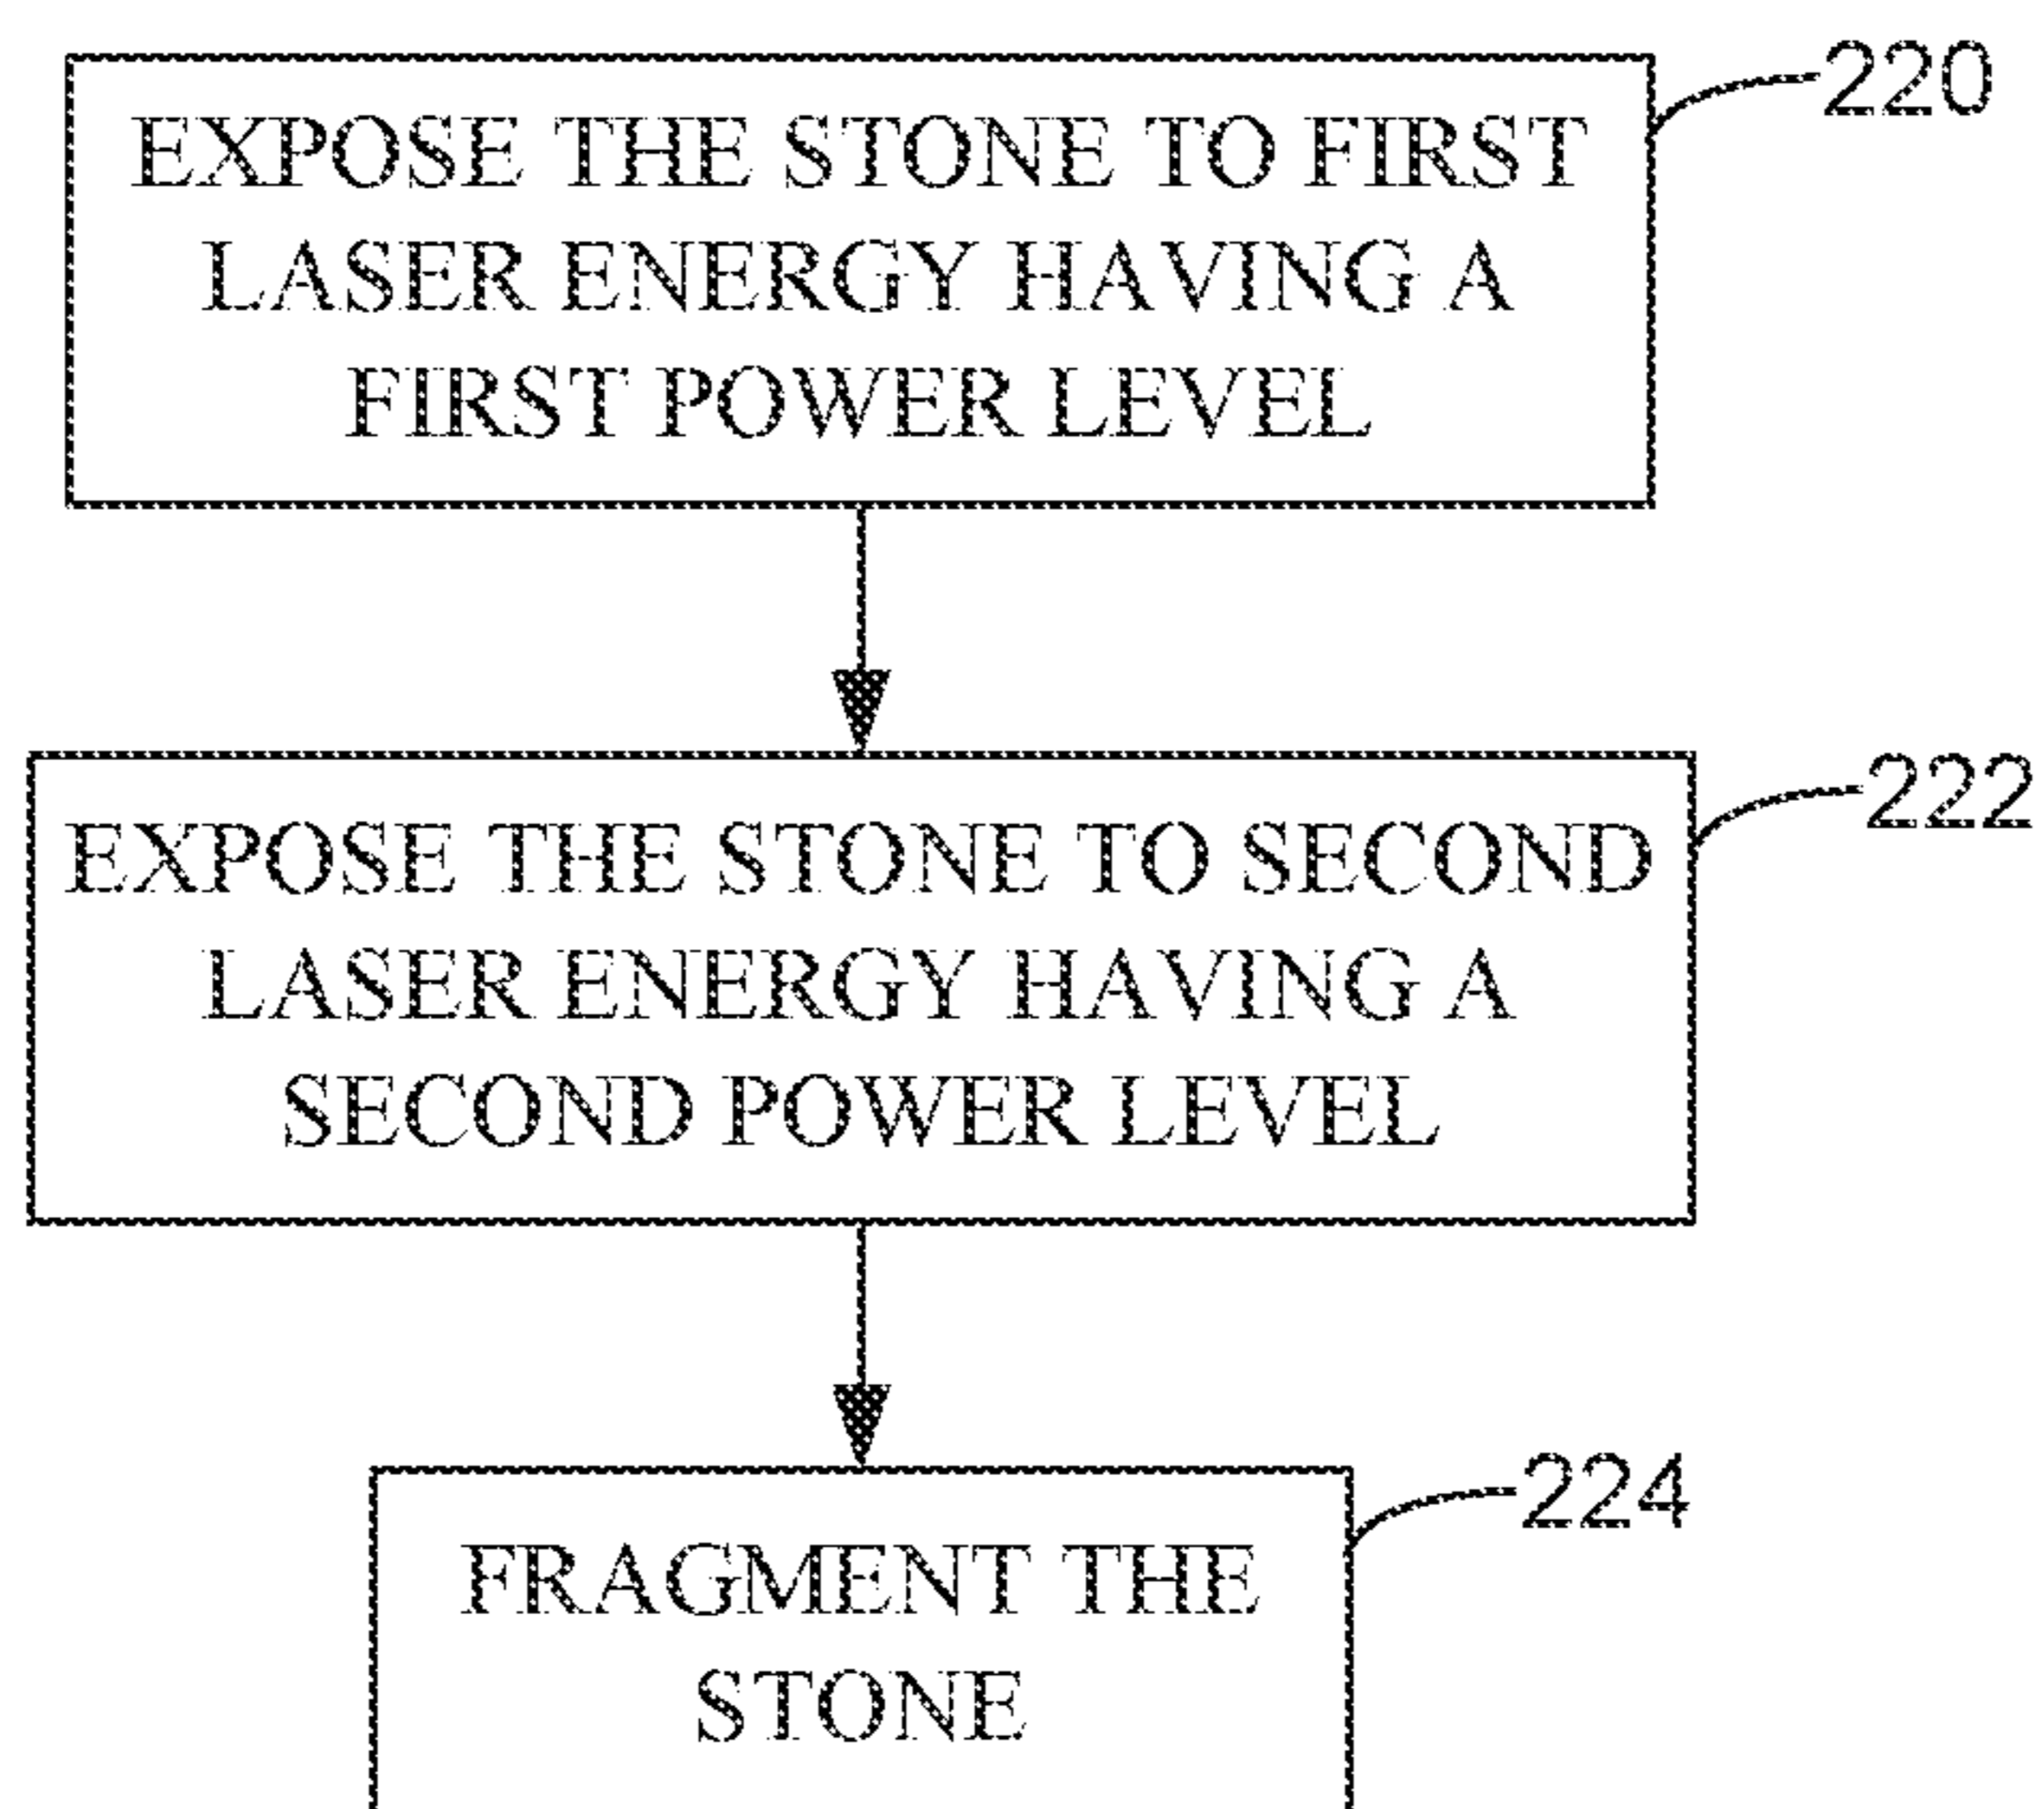 EXPOSE THE STONE TO FIRST
LASER ENERGY HAVING A
FIRST POWER LEVEL
220
EXPOSE THE STONE TO SECOND
LASER ENERGY HAVING A
SECOND POWER LEVEL
222
FRAGMENT THE
STONE
224